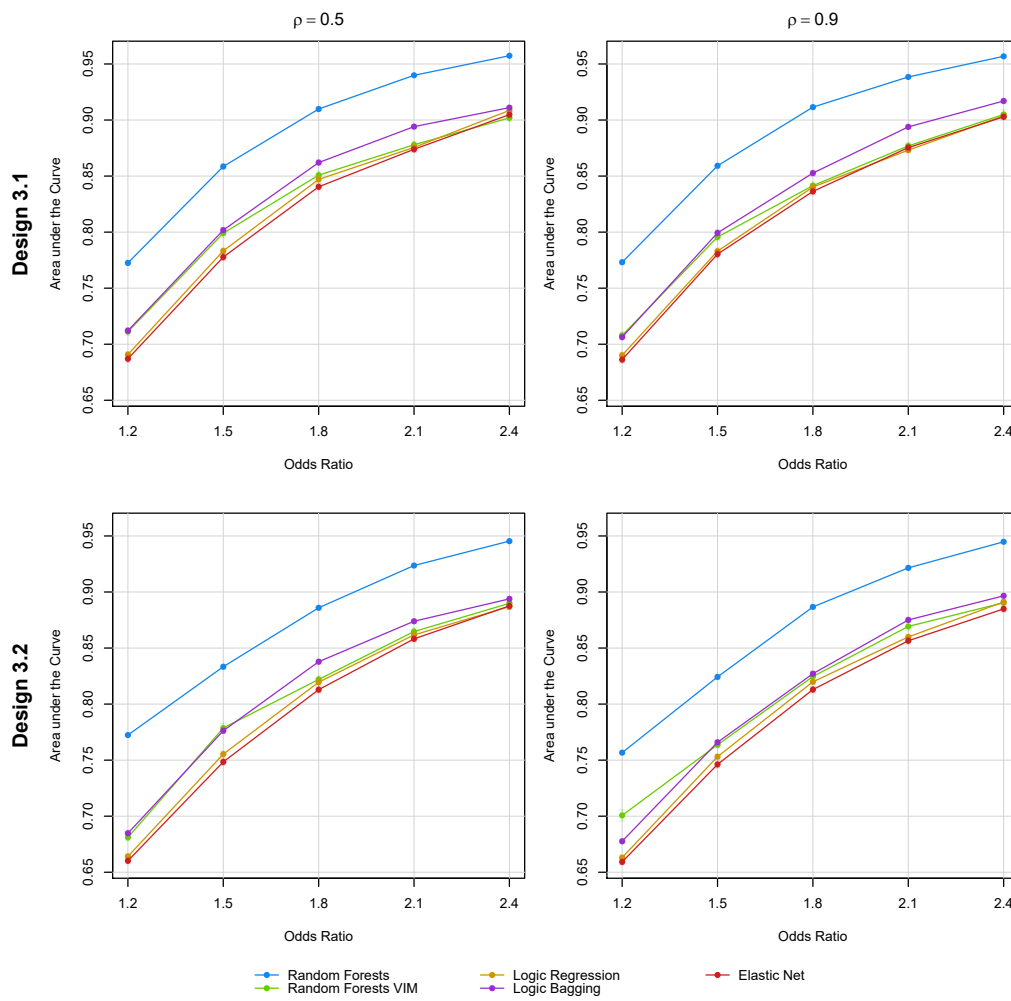 ρ = 0.5
ρ = 0.9
Design 3.1
Area under the Curve
0.95
0.90
0.85
0.80
0.75
0.70
0.65
1.2 1.5 1.8 2.1 2.4
Odds Ratio
Area under the Curve
0.95
0.90
0.85
0.80
0.75
0.70
0.65
1.2 1.5 1.8 2.1 2.4
Odds Ratio
Design 3.2
Area under the Curve
0.95
0.90
0.85
0.80
0.75
0.70
0.65
1.2 1.5 1.8 2.1 2.4
Odds Ratio
Area under the Curve
0.95
0.90
0.85
0.80
0.75
0.70
0.65
1.2 1.5 1.8 2.1 2.4
Odds Ratio
Random Forests
Random Forests VIM
Logic Regression
Logic Bagging
Elastic Net